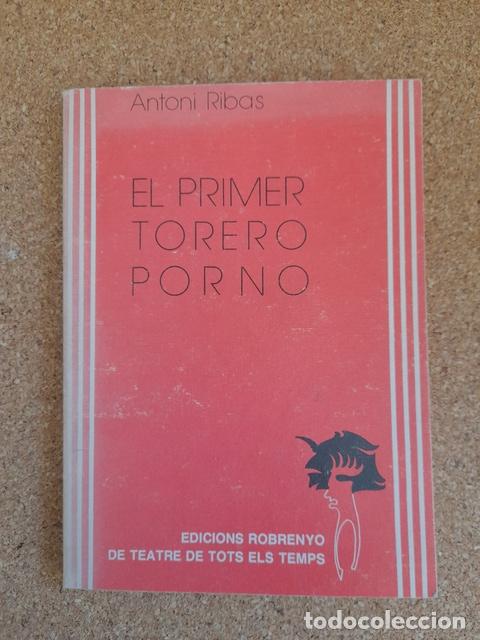 Antoni Ribas
EL PRIMER
TORERO
PORNO
EDICIONS ROBRENYO
DE TEATRE DE TOTS ELS TEMPS
todocoleccion